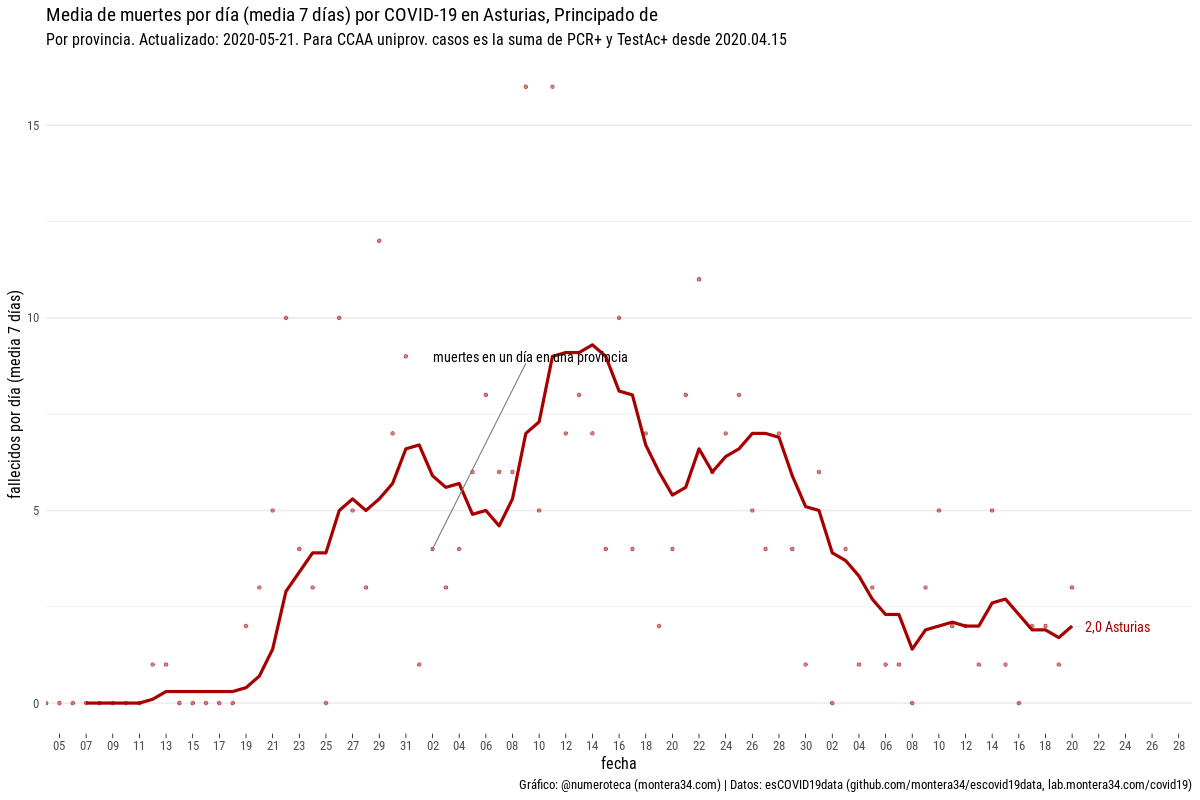 Media de muertes por día (media 7 días) por COVID-19 en Asturias, Principado de
Por provincia. Actualizado: 2020-05-21. Para CCAA uniprov. casos es la suma de PCR+ y TestAc+ desde 2020.04.15
fallecidos por día (media 7 días)
15
10
5
0
muertes en un día en una provincia
2,0 Asturias
05 07 09 11 13 15 17 19 21 23 25 27 29 31 02 04 06 08 10 12 14 16 18 20 22 24 26 28 30 02 04 06 08 10 12 14 16 18 20 22 24 26 28
fecha
Gráfico: @numeroteca (montera34.com) | Datos: esCOVID19data (github.com/montera34/escovid19data, lab.montera34.com/covid19)